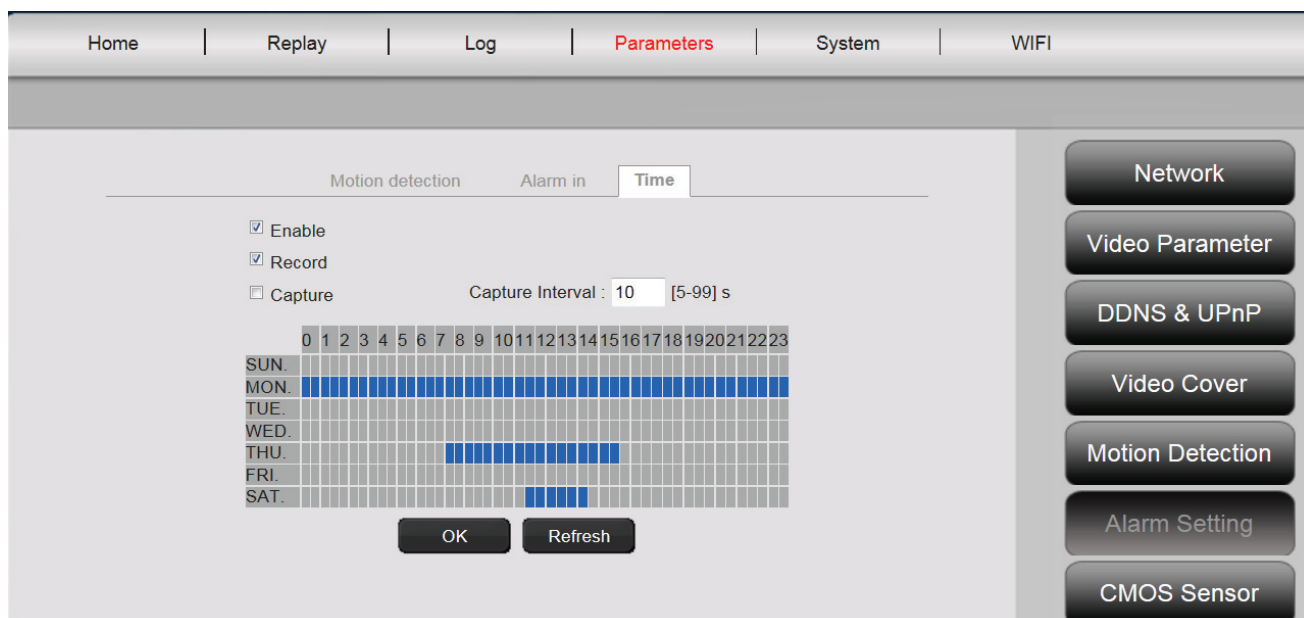 Home | Replay | Log | Parameters | System | WIFI
Motion detection Alarm in Time
Enable
Record
Capture Capture Interval : 10 [5-99] s
0 1 2 3 4 5 6 7 8 9 10 11 12 13 14 15 16 17 18 19 20 21 22 23
SUN.
MON.
TUE.
WED.
THU.
FRI.
SAT.
OK Refresh
Network
Video Parameter
DDNS & UPnP
Video Cover
Motion Detection
Alarm Setting
CMOS Sensor